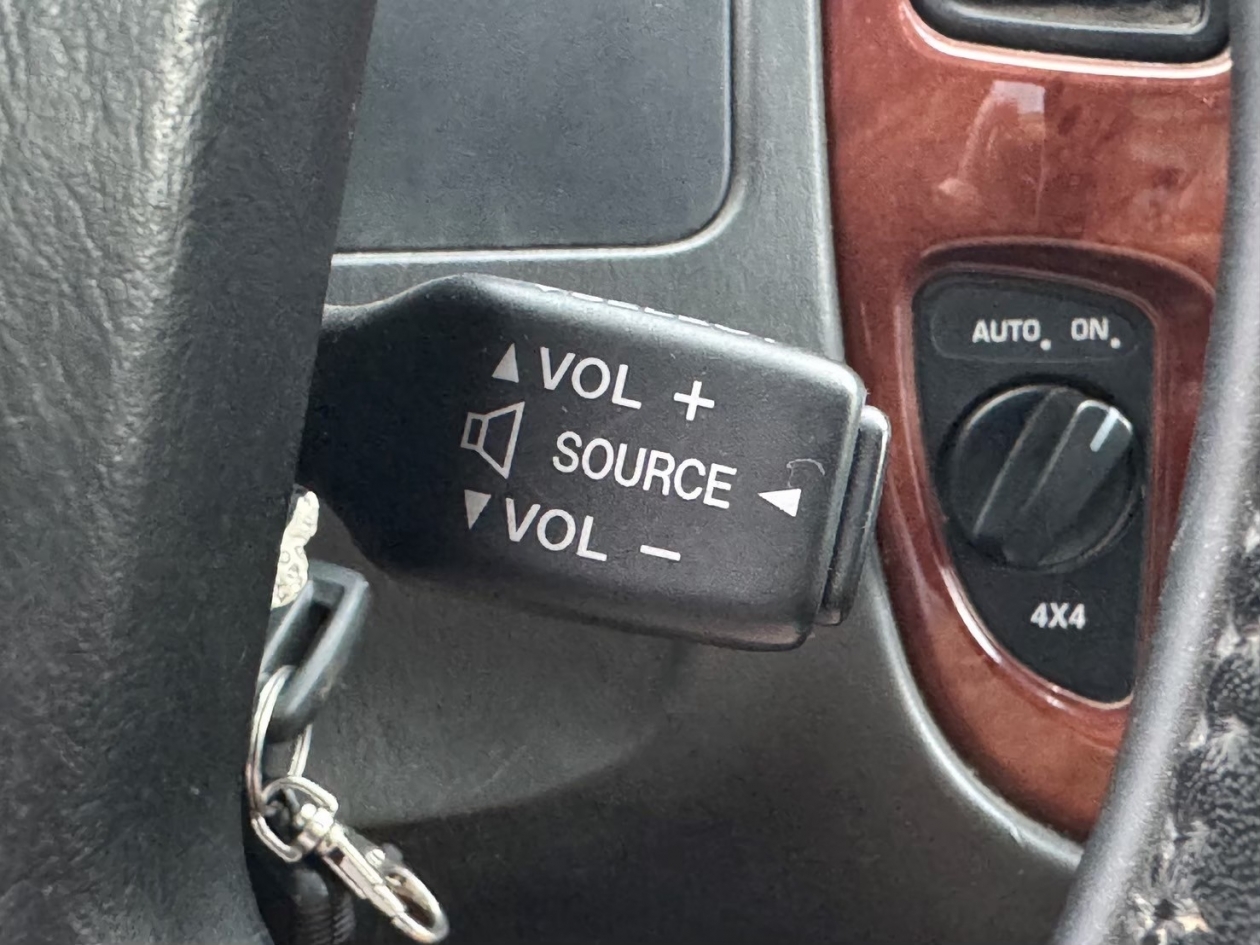 VOL +
SOURCE
VOL -
AUTO. ON.
4X4